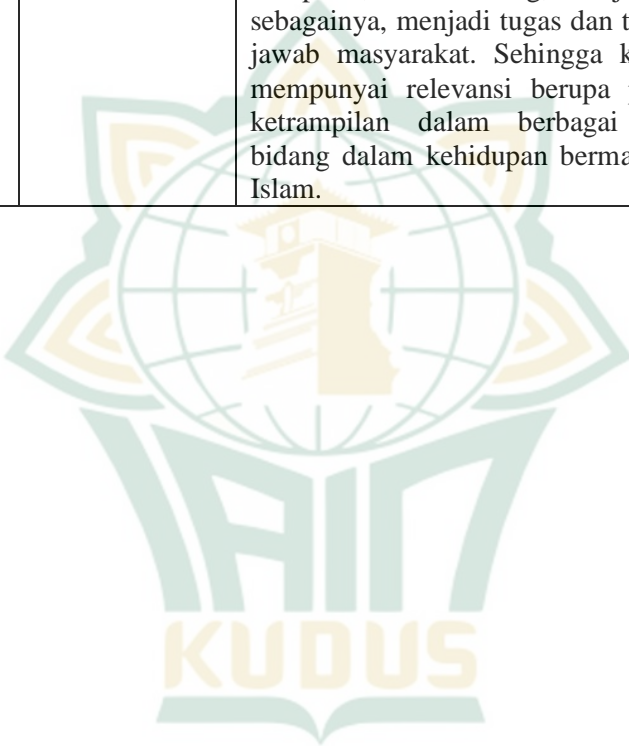 sebagainya, menjadi tugas dan t
jawab masyarakat. Sehingga k
mempunyai relevansi berupa
ketrampilan dalam berbagai
bidang dalam kehidupan berma
Islam.
IAIN
KUDUS